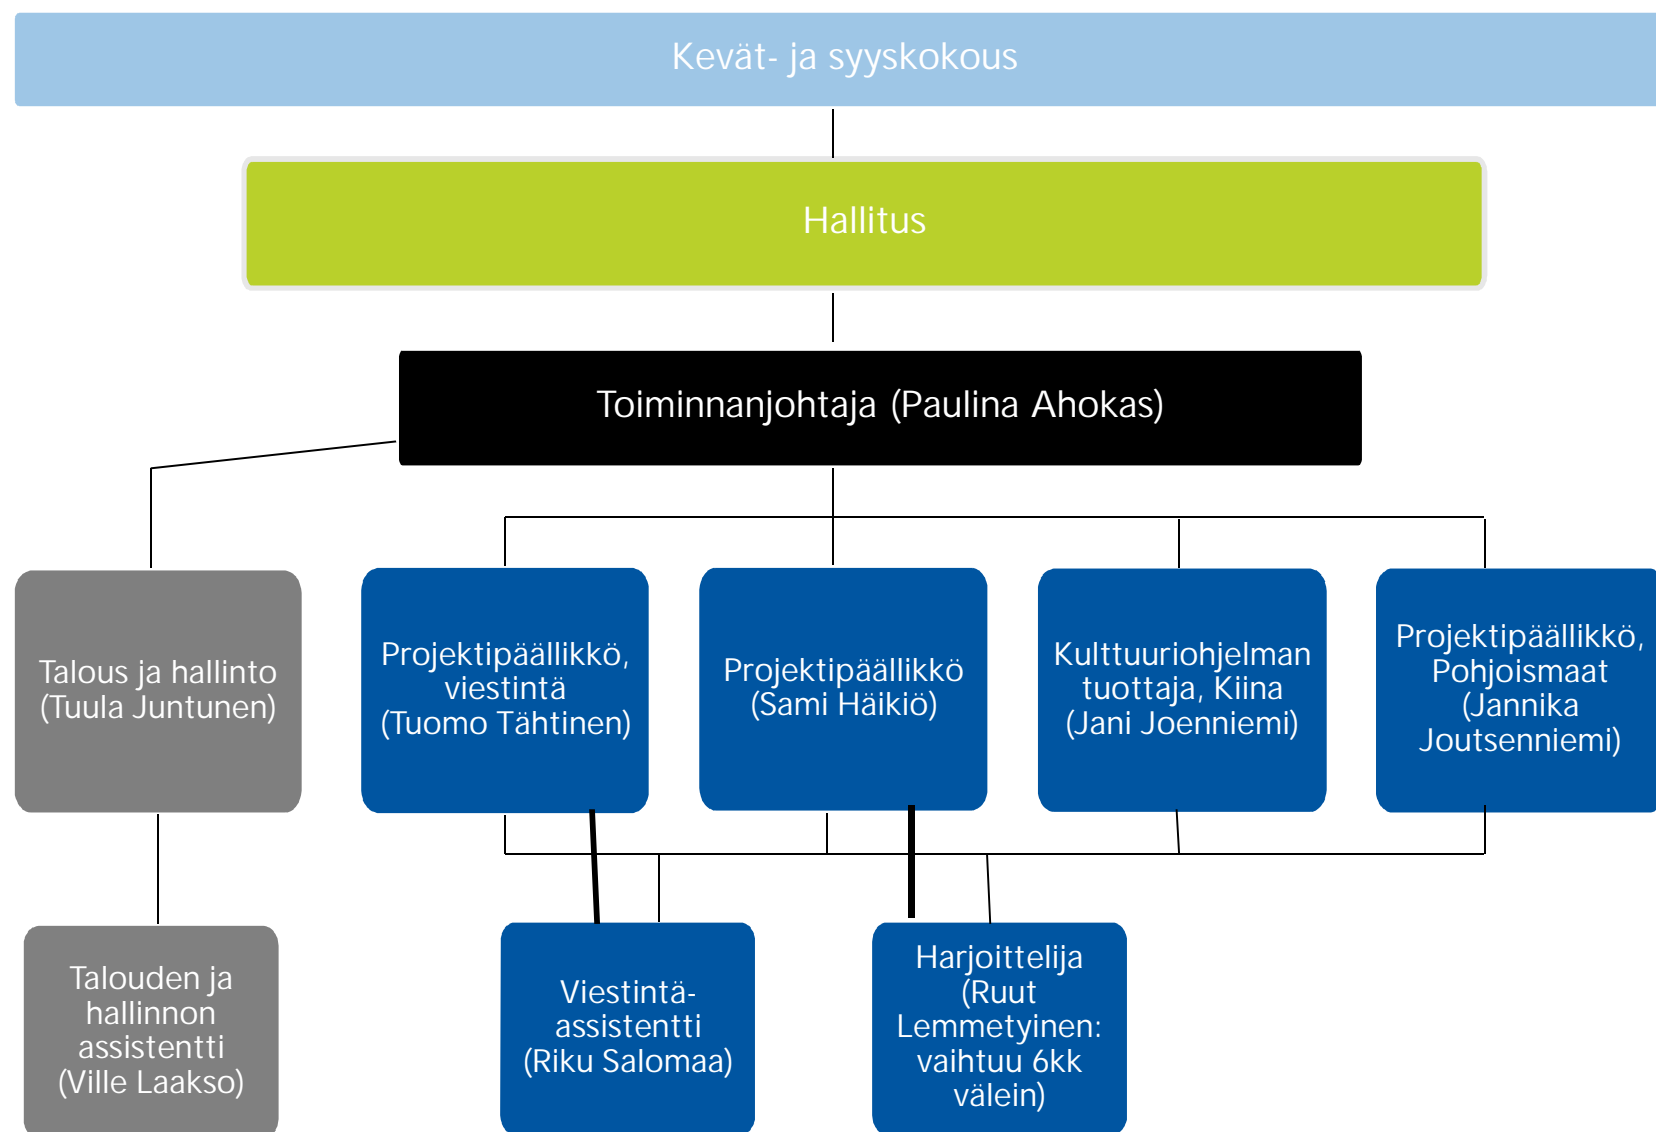 Kevät- ja syyskokous
Hallitus
Toiminnanjohtaja (Paulina Ahokas)
Talous ja hallinto
(Tuula Juntunen)
Projektipäällikkö,
viestintä
(Tuomo Tähtinen)
Projektipäällikkö
(Sami Häikiö)
Kulttuuriohjelman
tuottaja, Kiina
(Jani Joenniemi)
Projektipäällikkö,
Pohjoismaat
(Jannika
Joutsenniemi)
Talouden ja
hallinnon
assistentti
(Ville Laakso)
Viestintä-
assistentti
(Riku Salomaa)
Harjoittelija
(Ruut
Lemmetyinen:
vaihtuu 6kk
välein)